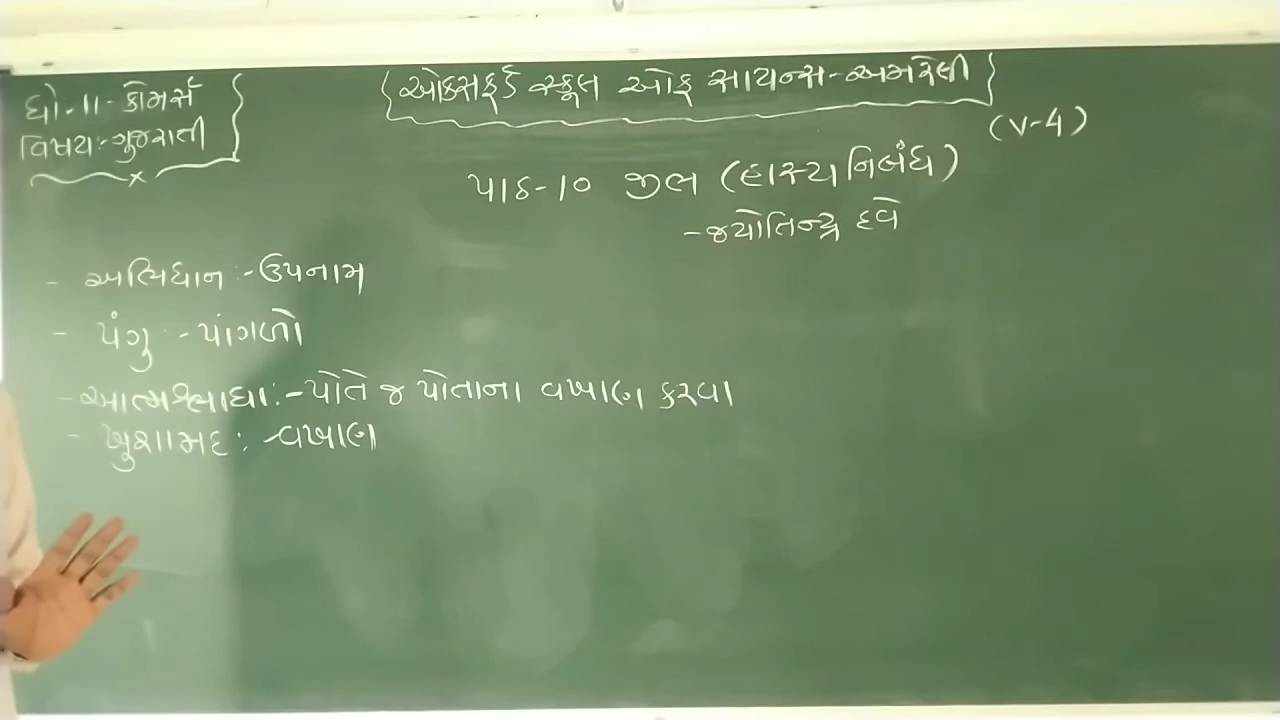 ધો.-11- કોમર્સ
વિષય:-ગુજરાતી
ઓક્સફર્ડ સ્કૂલ ઓફ સાયન્સ-અમરેલી
(V-4)
પાઠ-10 જીભ (હાસ્ય નિબંધ)
-જ્યોતિન્દ્ર દવે
- અભિધાન :- ઉપનામ
- પંગુ :- પાંગળો
- આત્મશ્લાઘા:- પોતે જ પોતાના વખાણ કરવા
- ખુશામદ:- વખાણ